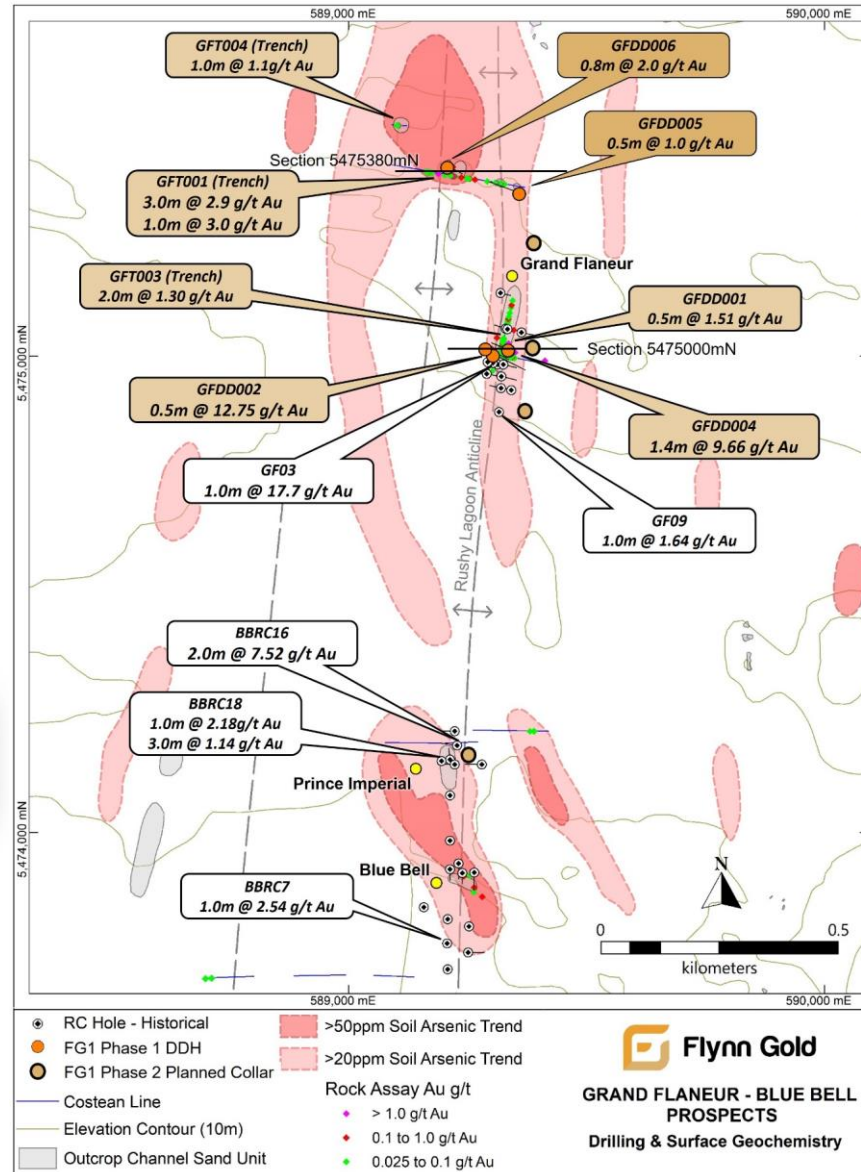 589,000 mE
590,000 mE
GFT004 (Trench)
1.0m @ 1.1g/t Au
GFDD006
0.8m @ 2.0 g/t Au
GFDD005
0.5m @ 1.0 g/t Au
Section 5475380mN
GFT001 (Trench)
3.0m @ 2.9 g/t Au
1.0m @ 3.0 g/t Au
Grand Flaneur
GFT003 (Trench)
2.0m @ 1.30 g/t Au
GFDD001
0.5m @ 1.51 g/t Au
5,475,000 mN
5,475,000 mN
Section 5475000mN
GFDD002
0.5m @ 12.75 g/t Au
GFDD004
1.4m @ 9.66 g/t Au
GF03
1.0m @ 17.7 g/t Au
Rushy Lagoon Anticline
GF09
1.0m @ 1.64 g/t Au
BBRC16
2.0m @ 7.52 g/t Au
BBRC18
1.0m @ 2.18g/t Au
3.0m @ 1.14 g/t Au
Prince Imperial
5,474,000 mN
5,474,000 mN
Blue Bell
BBRC7
1.0m @ 2.54 g/t Au
N
0
0.5
kilometers
589,000 mE
590,000 mE
RC Hole - Historical
FG1 Phase 1 DDH
FG1 Phase 2 Planned Collar
Costean Line
Elevation Contour (10m)
Outcrop Channel Sand Unit
>50ppm Soil Arsenic Trend
>20ppm Soil Arsenic Trend
Rock Assay Au g/t
> 1.0 g/t Au
0.1 to 1.0 g/t Au
0.025 to 0.1 g/t Au
Flynn Gold
GRAND FLANEUR - BLUE BELL
PROSPECTS
Drilling & Surface Geochemistry